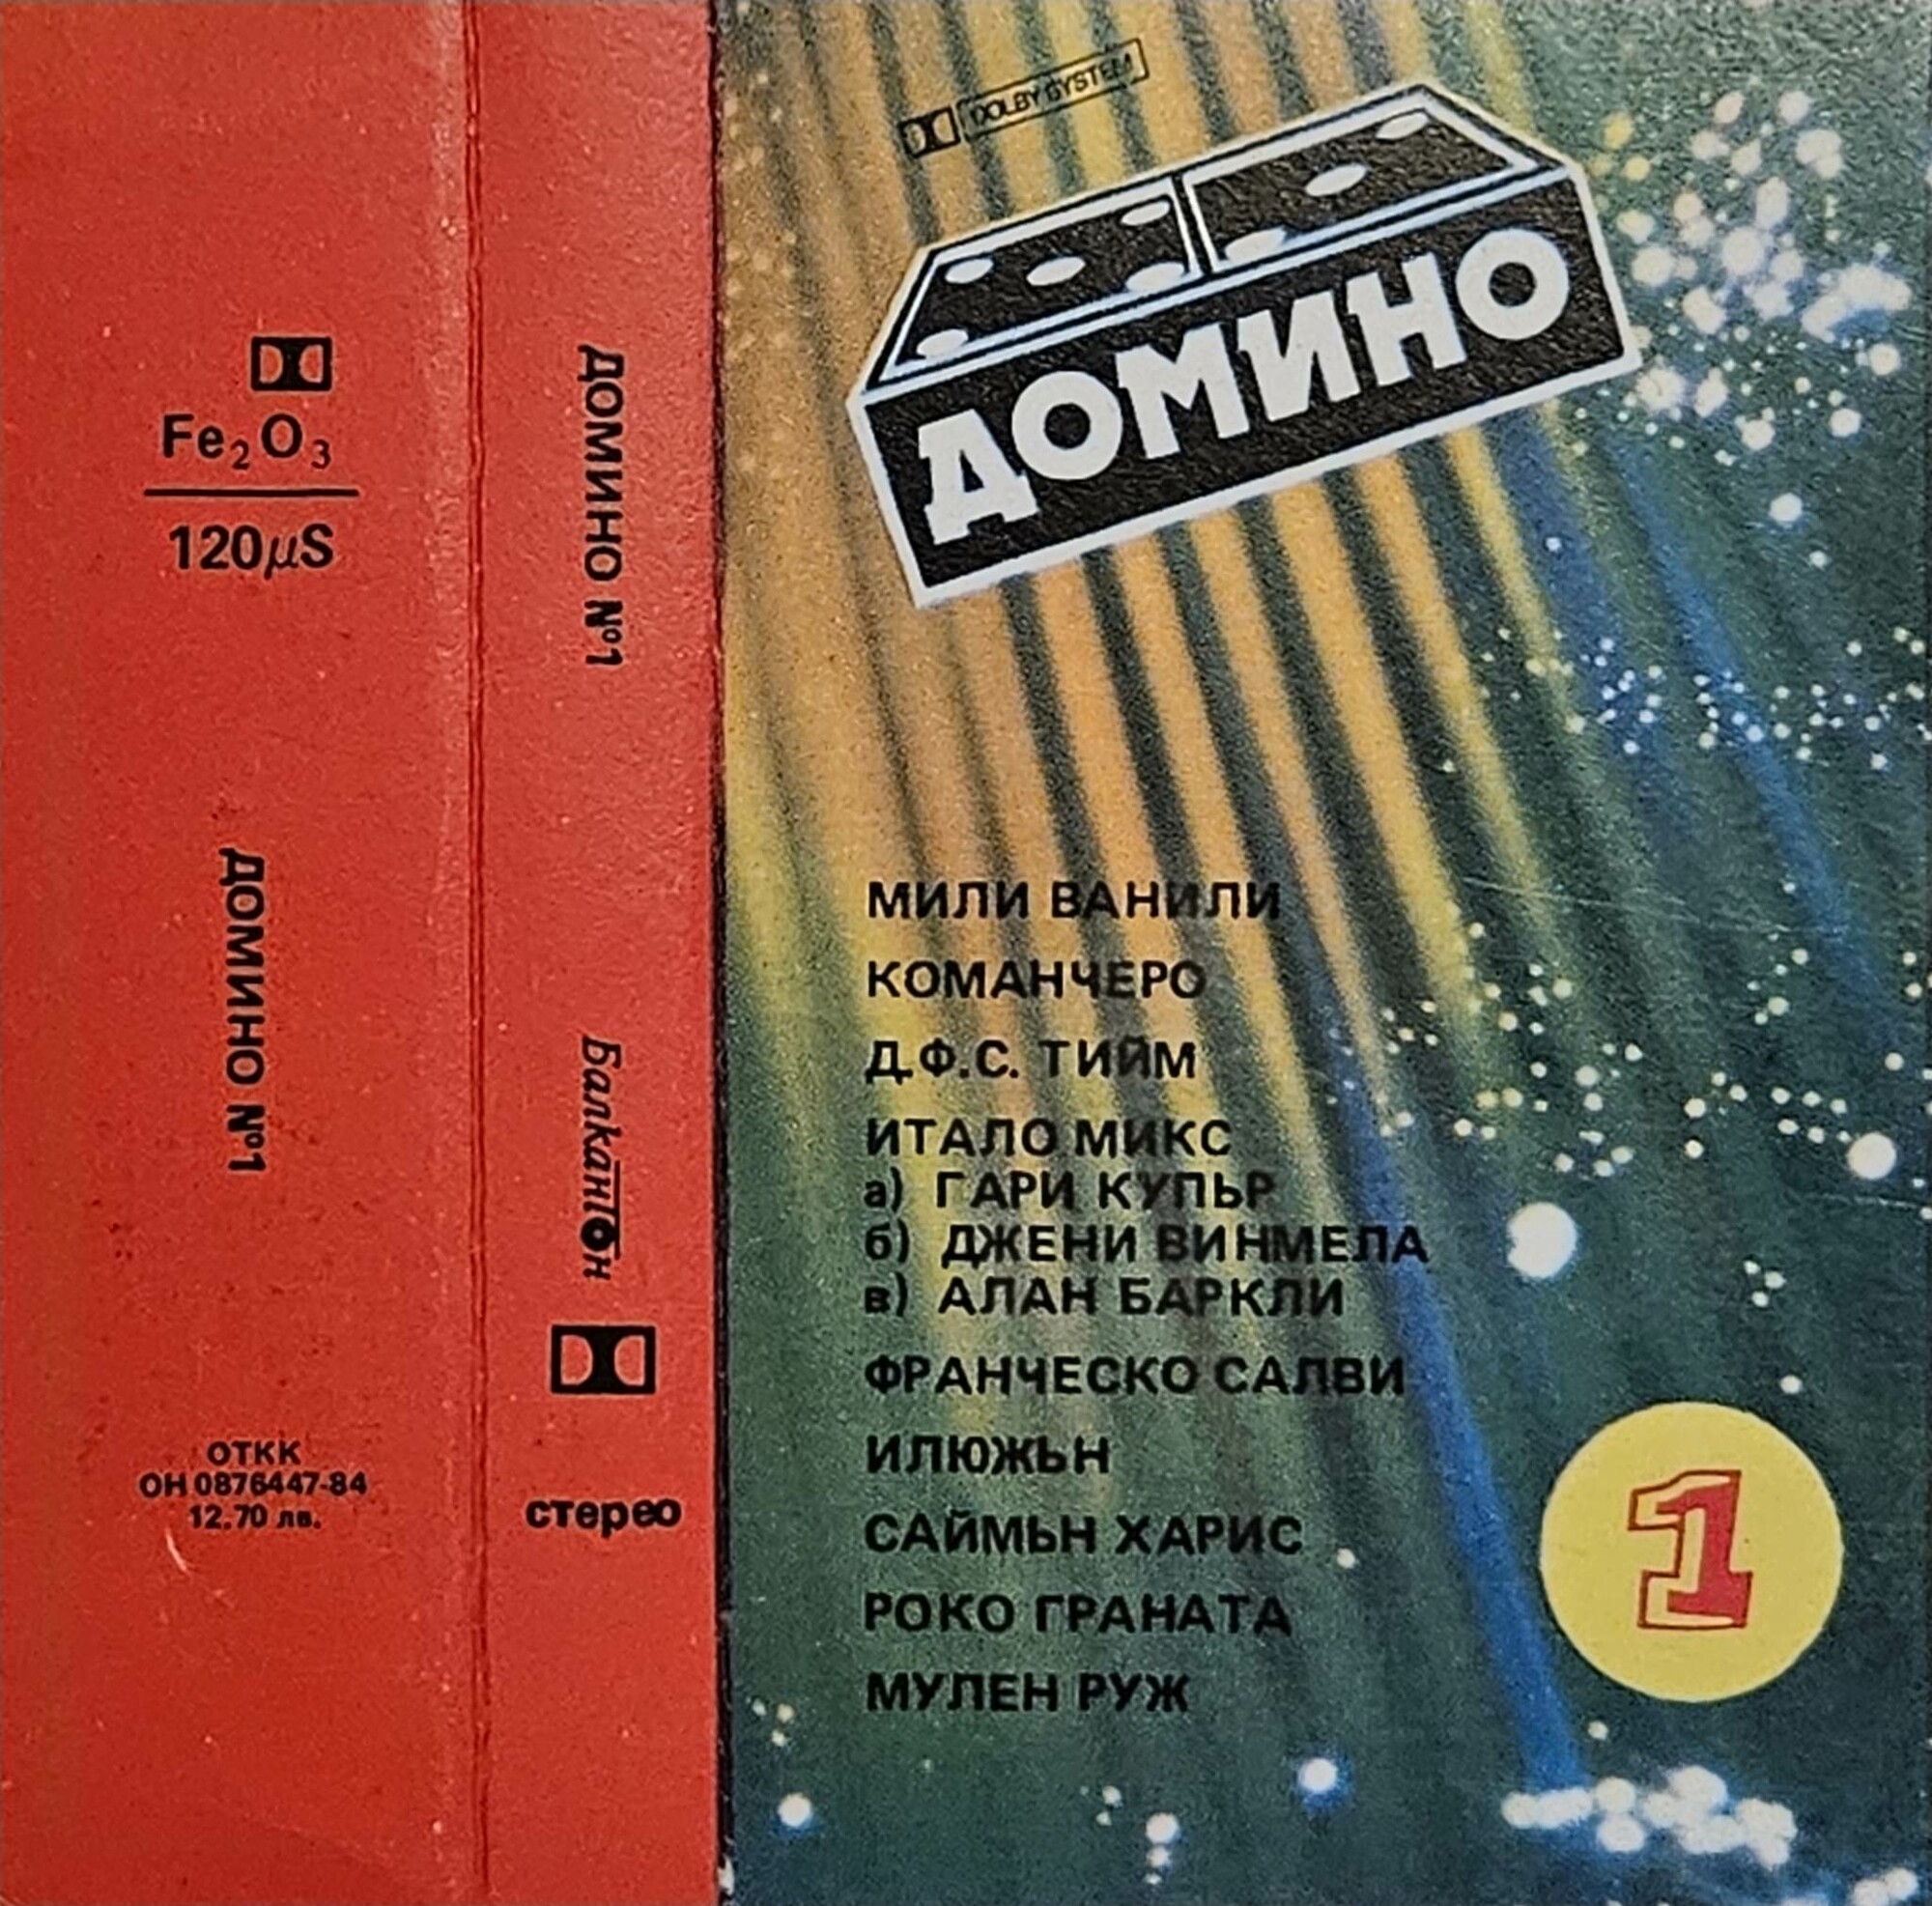 Fe₂O₃
120µS
ДОМИНО №1
ОТКК
ОН 0876447-84
12.70 лв.
ДОМИНО №1
Балкантон
стерео
DOLBY SYSTEM
ДОМИНО
МИЛИ ВАНИЛИ
КОМАНЧЕРО
Д.Ф.С. ТИЙМ
ИТАЛО МИКС
а) ГАРИ КУПЪР
б) ДЖЕНИ ВИНМЕЛА
в) АЛАН БАРКЛИ
ФРАНЧЕСКО САЛВИ
ИЛЮЖЪН
САЙМЪН ХАРИС
РОКО ГРАНАТА
МУЛЕН РУЖ
1